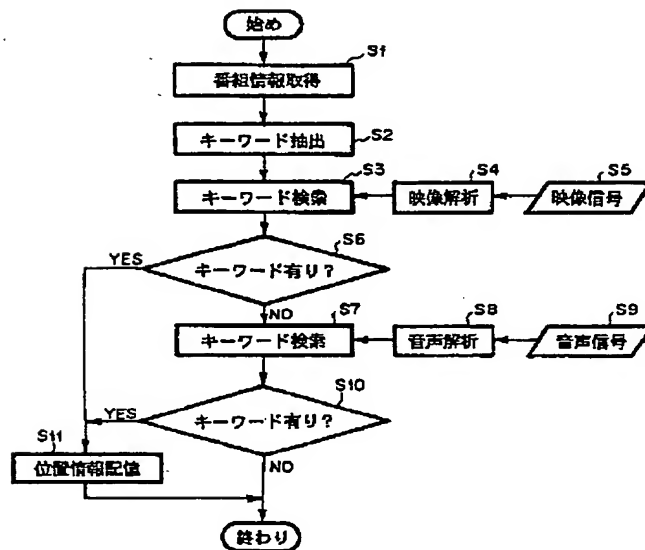 始め
S1
番組情報取得
S2
キーワード抽出
S3
キーワード検索
S4
映像解析
S5
映像信号
S6
キーワード有り?
YES
NO
S7
キーワード検索
S8
音声解析
S9
音声信号
S10
キーワード有り?
YES
NO
S11
位置情報記憶
終わり